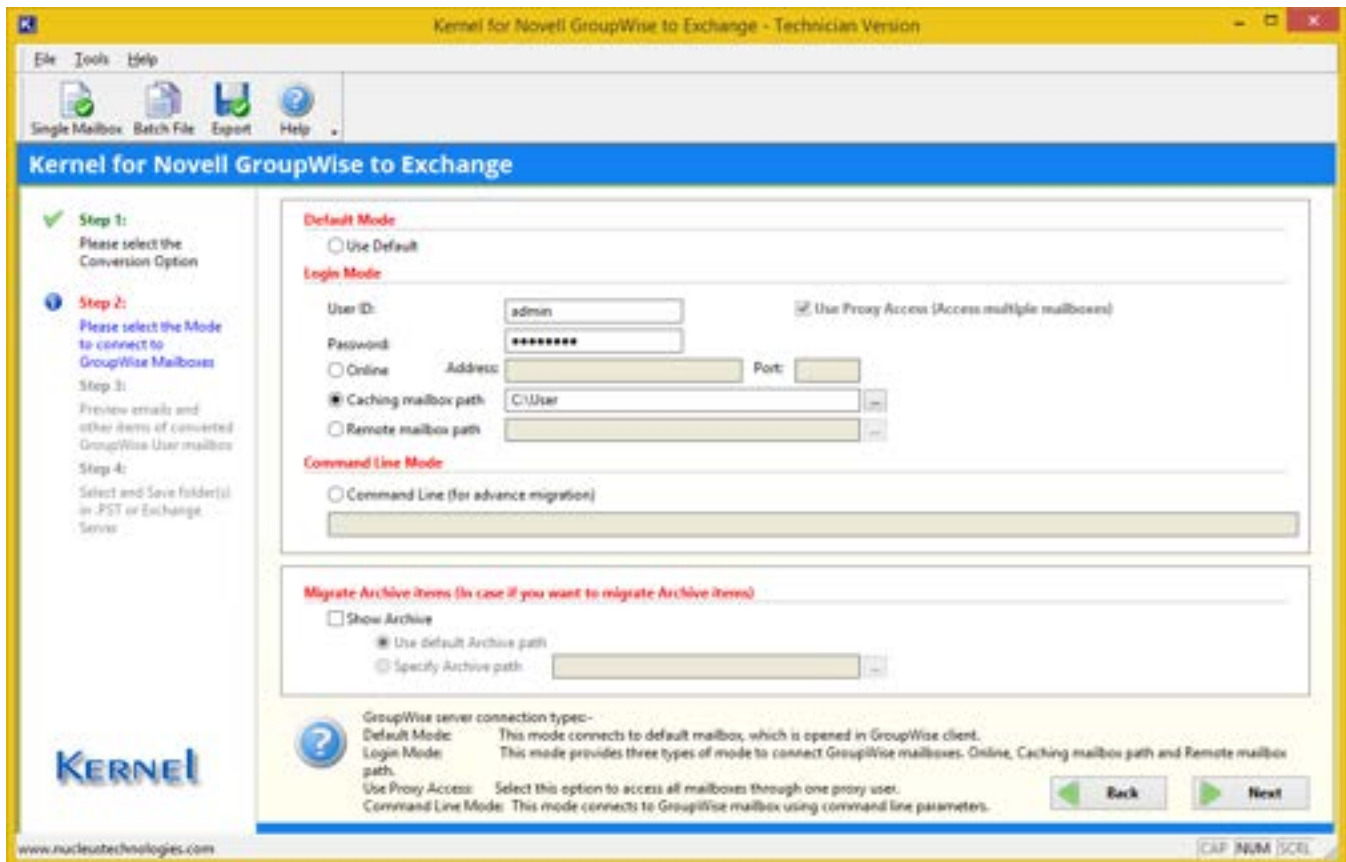 Kernel for Novell GroupWise to Exchange - Technician Version
File Tools Help
Single Mailbox Batch File Export Help
Kernel for Novell GroupWise to Exchange
Step 1:
Please select the
Conversion Option
Step 2:
Please select the Mode
to connect to
GroupWise Mailboxes
Step 3:
Preview emails and
other items of converted
GroupWise User mailbox
Step 4:
Select and Save folder(s)
in .PST or Exchange
Server
KERNEL
Default Mode
Use Default
Login Mode
User ID: admin Use Proxy Access (Access multiple mailboxes)
Password: ••••••••
Online Address: Port:
Caching mailbox path C:\User ...
Remote mailbox path ...
Command Line Mode
Command Line (for advance migration)
Migrate Archive items (In case if you want to migrate Archive items)
Show Archive
Use default Archive path
Specify Archive path ...
GroupWise server connection types:-
Default Mode: This mode connects to default mailbox, which is opened in GroupWise client.
Login Mode: This mode provides three types of mode to connect GroupWise mailboxes. Online, Caching mailbox path and Remote mailbox
path.
Use Proxy Access: Select this option to access all mailboxes through one proxy user.
Command Line Mode: This mode connects to GroupWise mailbox using command line parameters.
Back Next
www.nucleustechnologies.com CAP NUM SCRL